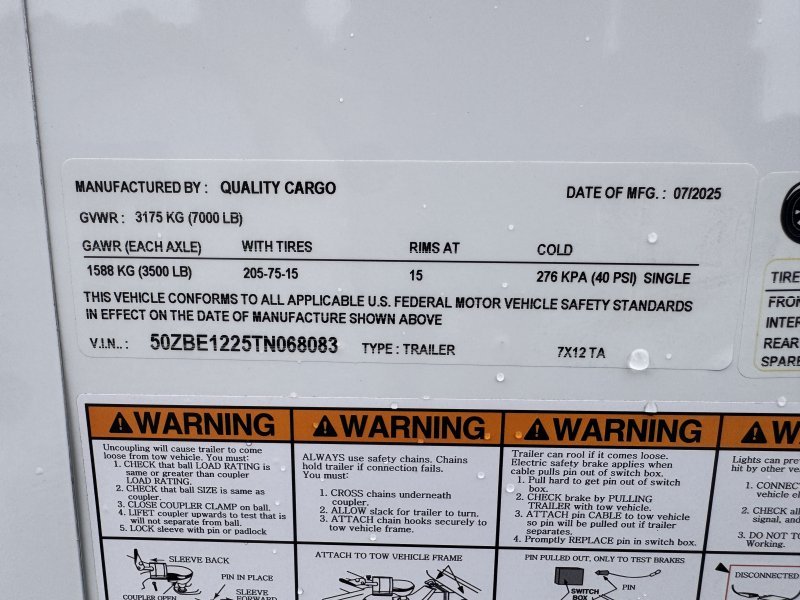 MANUFACTURED BY : QUALITY CARGO DATE OF MFG. : 07/2025
GVWR : 3175 KG (7000 LB)
GAWR (EACH AXLE) WITH TIRES RIMS AT COLD
1588 KG (3500 LB) 205-75-15 15 276 KPA (40 PSI) SINGLE
THIS VEHICLE CONFORMS TO ALL APPLICABLE U.S. FEDERAL MOTOR VEHICLE SAFETY STANDARDS
IN EFFECT ON THE DATE OF MANUFACTURE SHOWN ABOVE
V.I.N..: 50ZBE1225TN068083 TYPE : TRAILER 7X12 TA
TIRE
FRON
INTER
REAR
SPARE
WARNING
Uncoupling will cause trailer to come
loose from tow vehicle. You must:
1. CHECK that ball LOAD RATING is
same or greater than coupler
LOAD RATING.
2. CHECK that ball SIZE is same as
coupler.
3. CLOSE COUPLER CLAMP on ball.
4. LIFET coupler upwards to test that is
will not separate from ball.
5. LOCK sleeve with pin or padlock
SLEEVE BACK
PIN IN PLACE
COUPLER OPEN
SLEEVE
FORWARD
WARNING
ALWAYS use safety chains. Chains
hold trailer if connection fails.
You must:
1. CROSS chains underneath
coupler.
2. ALLOW slack for trailer to turn.
3. ATTACH chain hooks securely to
tow vehicle frame.
ATTACH TO TOW VEHICLE FRAME
WARNING
Trailer can rool if it comes loose.
Electric safety brake applies when
cable pulls pin out of switch box.
1. Pull hard to get pin out of switch
box.
2. CHECK brake by PULLING
TRAILER with tow vehicle.
3. ATTACH pin CABLE to tow vehicle
so pin will be pulled out if trailer
separates.
4. Promptly REPLACE pin in switch box.
PIN PULLED OUT, ONLY TO TEST BRAKES
SWITCH
BOX
PIN
WA
Lights can pre
hit by other ve
1. CONNECT
vehicle el
2. CHECK all
signal, and
3. DO NOT TO
Working.
DISCONNECTED